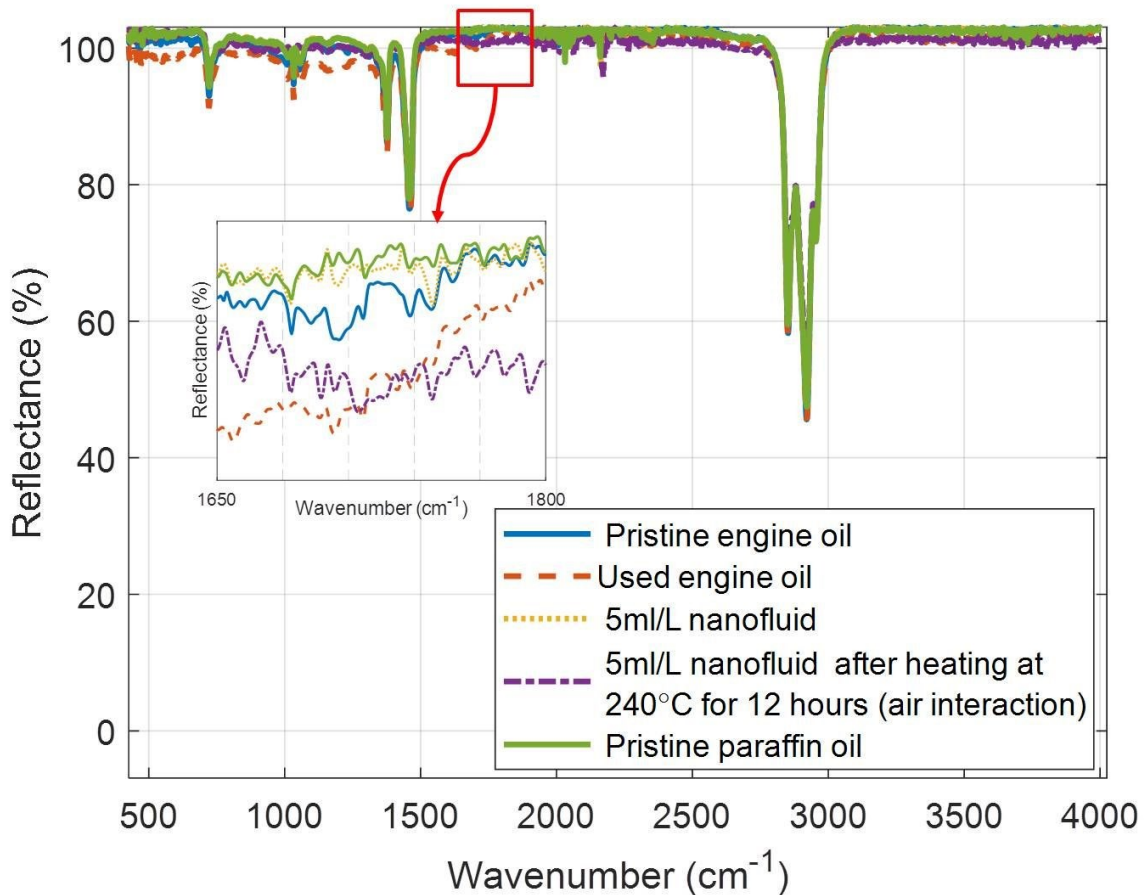 100
80
60
40
20
0
Reflectance (%)
Reflectance (%)
1650
1800
Wavenumber (cm⁻¹)
Pristine engine oil
Used engine oil
5ml/L nanofluid
5ml/L nanofluid after heating at
240°C for 12 hours (air interaction)
Pristine paraffin oil
500 1000 1500 2000 2500 3000 3500 4000
Wavenumber (cm⁻¹)